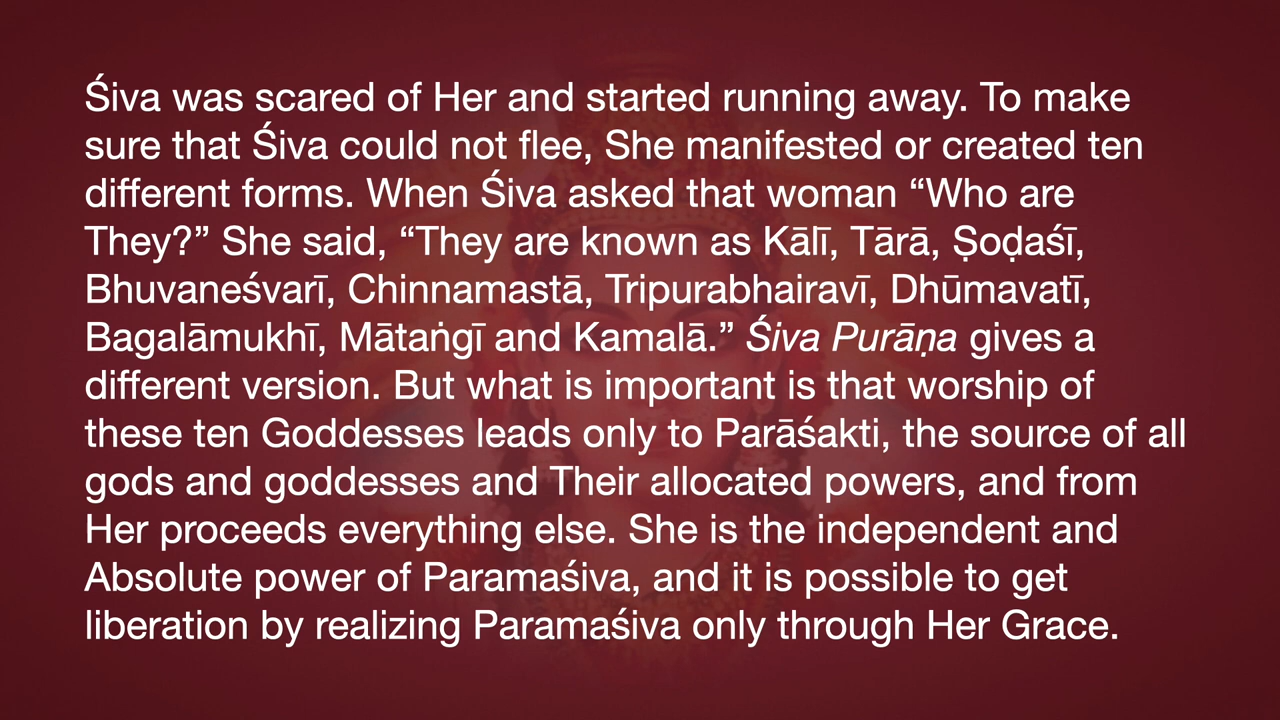 Śiva was scared of Her and started running away. To make
sure that Śiva could not flee, She manifested or created ten
different forms. When Śiva asked that woman “Who are
They?” She said, “They are known as Kālī, Tārā, Ṣoḍaśī,
Bhuvaneśvarī, Chinnamastā, Tripurabhairavī, Dhūmavatī,
Bagalāmukhī, Mātaṅgī and Kamalā.” Śiva Purāṇa gives a
different version. But what is important is that worship of
these ten Goddesses leads only to Parāśakti, the source of all
gods and goddesses and Their allocated powers, and from
Her proceeds everything else. She is the independent and
Absolute power of Paramaśiva, and it is possible to get
liberation by realizing Paramaśiva only through Her Grace.